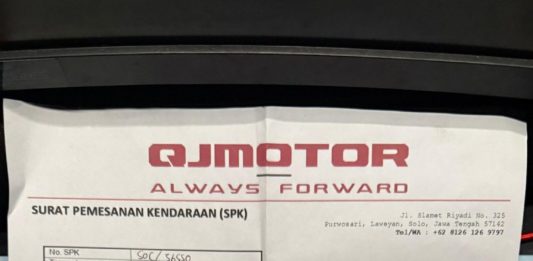 QJMOTOR
ALWAYS FORWARD
SURAT PEMESANAN KENDARAAN (SPK)
Jl. Slamet Riyadi No. 325
Purwosari, Laweyan, Solo, Jawa Tengah 57142
Tel/WA : +62 8126 126 9797
No. SPK